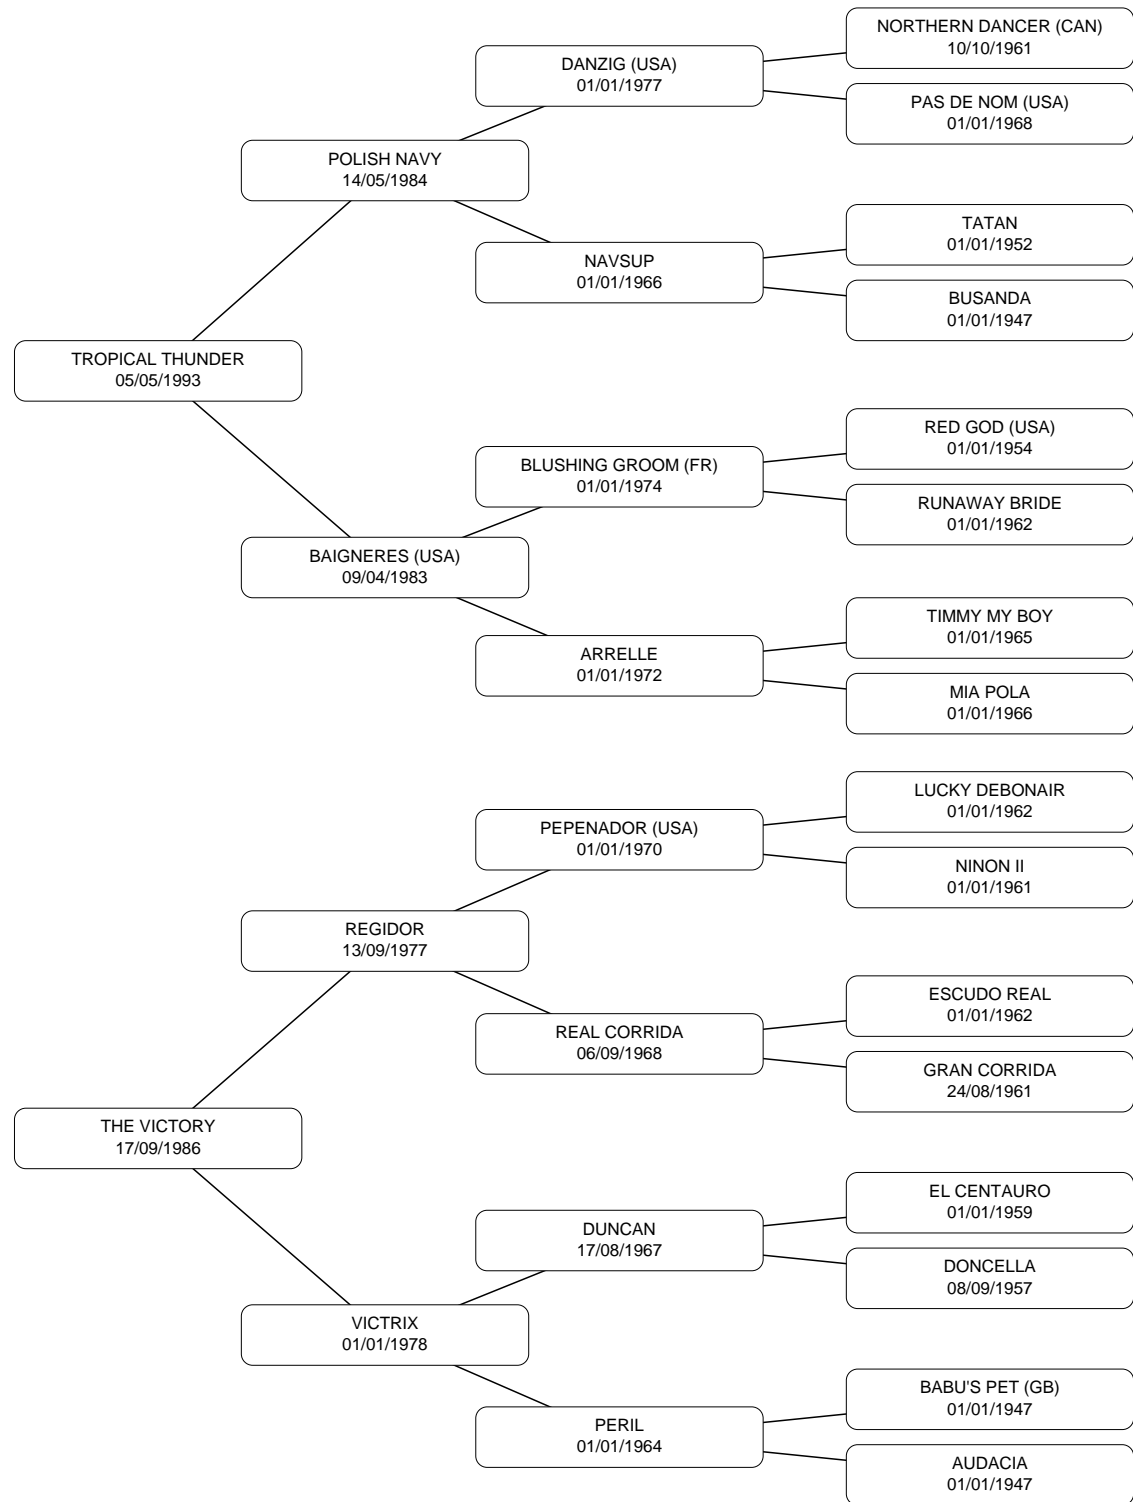 NORTHERN DANCER (CAN)
10/10/1961
DANZIG (USA)
01/01/1977
PAS DE NOM (USA)
01/01/1968
POLISH NAVY
14/05/1984
TATAN
01/01/1952
NAVSUP
01/01/1966
BUSANDA
01/01/1947
TROPICAL THUNDER
05/05/1993
RED GOD (USA)
01/01/1954
BLUSHING GROOM (FR)
01/01/1974
RUNAWAY BRIDE
01/01/1962
BAIGNERES (USA)
09/04/1983
TIMMY MY BOY
01/01/1965
ARRELLE
01/01/1972
MIA POLA
01/01/1966
LUCKY DEBONAIR
01/01/1962
PEPENADOR (USA)
01/01/1970
NINON II
01/01/1961
REGIDOR
13/09/1977
ESCUDO REAL
01/01/1962
REAL CORRIDA
06/09/1968
GRAN CORRIDA
24/08/1961
THE VICTORY
17/09/1986
EL CENTAURO
01/01/1959
DUNCAN
17/08/1967
DONCELLA
08/09/1957
VICTRIX
01/01/1978
BABU'S PET (GB)
01/01/1947
PERIL
01/01/1964
AUDACIA
01/01/1947